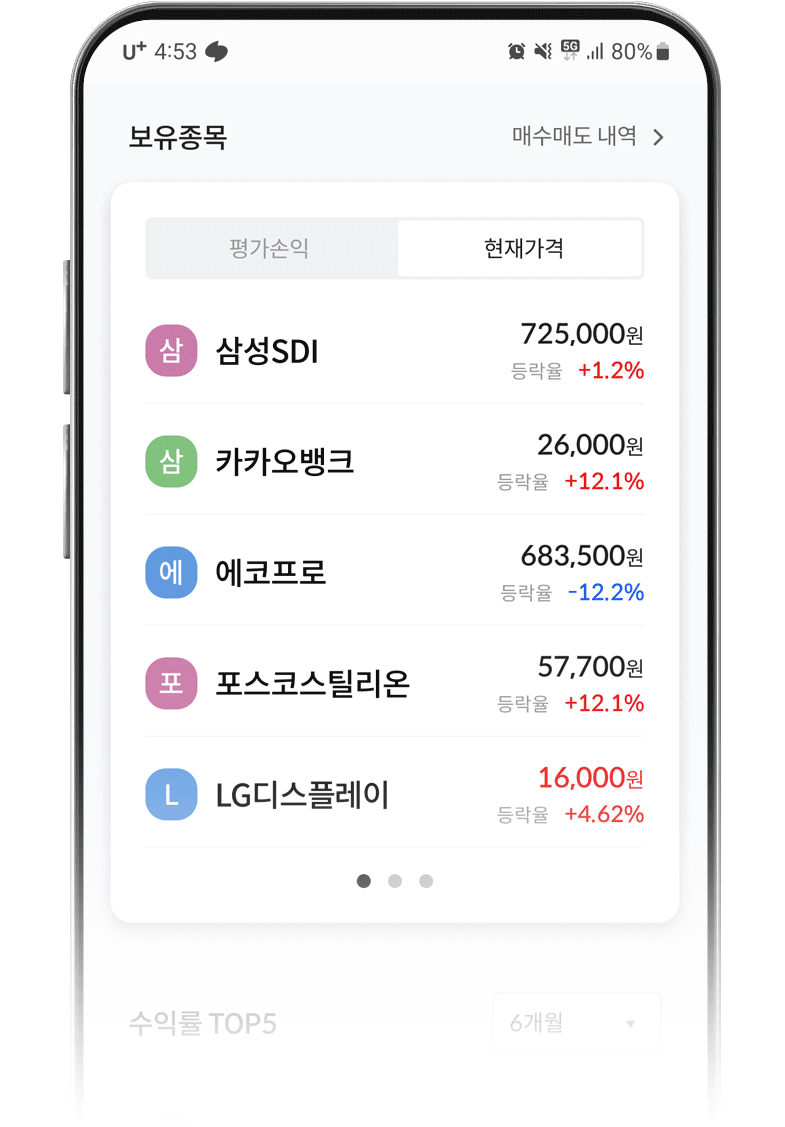 U+ 4:53 5G 80%
보유종목 매수매도 내역
평가손익 현재가격
삼 삼성SDI 725,000원
등락율 +1.2%
삼 카카오뱅크 26,000원
등락율 +12.1%
에 에코프로 683,500원
등락율 -12.2%
포 포스코스틸리온 57,700원
등락율 +12.1%
L LG디스플레이 16,000원
등락율 +4.62%
수익률 TOP5 6개월